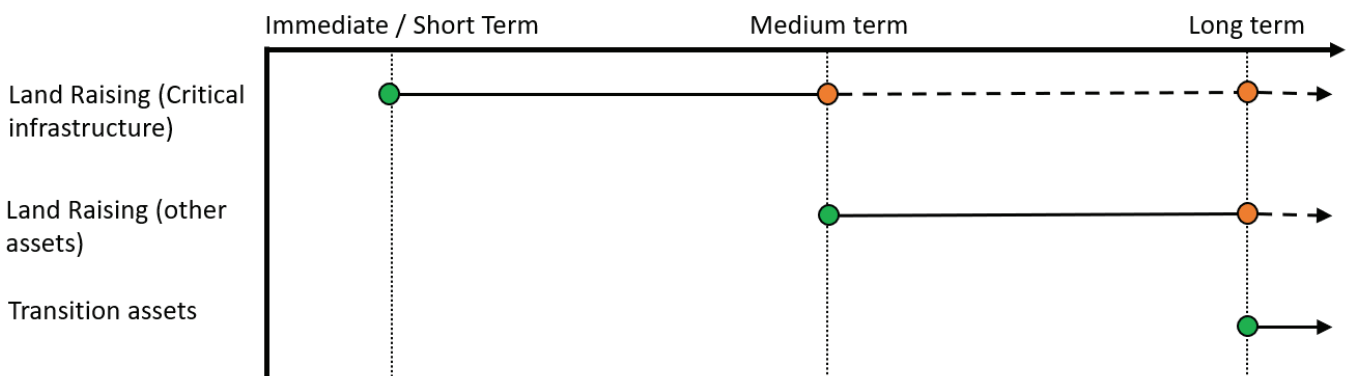 Immediate / Short Term
Medium term
Long term
Land Raising (Critical
infrastructure)
Land Raising (other
assets)
Transition assets